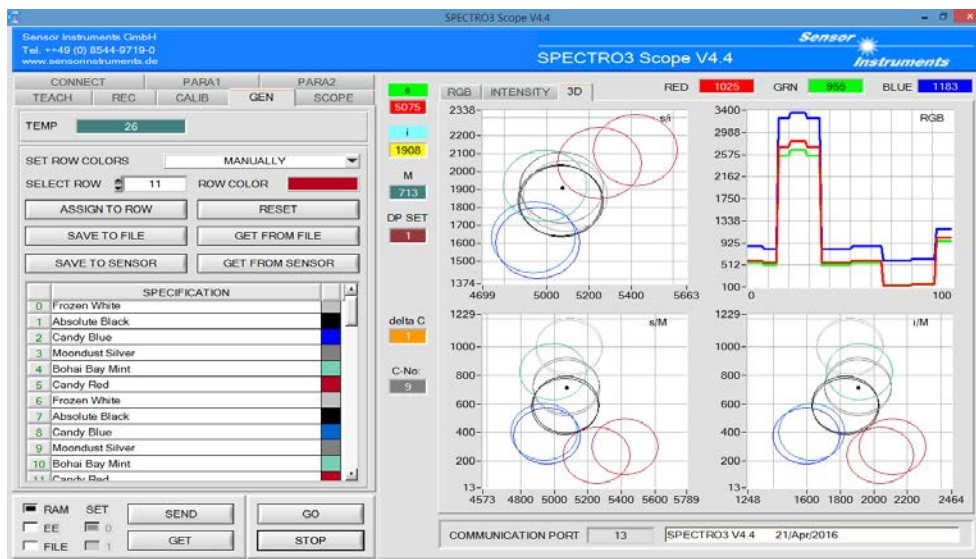 SPECTRO3 Scope V4.4
Sensor Instruments GmbH
Tel. ++49 (0) 8544-9719-0
www.sensorinstruments.de
SPECTRO3 Scope V4.4
Sensor Instruments
CONNECT PARA1 PARA2
TEACH REC CALIB GEN SCOPE
TEMP 26
SET ROW COLORS MANUALLY
SELECT ROW 11 ROW COLOR
ASSIGN TO ROW RESET
SAVE TO FILE GET FROM FILE
SAVE TO SENSOR GET FROM SENSOR
SPECIFICATION
0 Frozen White
1 Absolute Black
2 Candy Blue
3 Moondust Silver
4 Bohai Bay Mint
5 Candy Red
6 Frozen White
7 Absolute Black
8 Candy Blue
9 Moondust Silver
10 Bohai Bay Mint
11 Candy Red
RAM SET SEND GO
EE 0
FILE 1 GET STOP
s
5075
i
1908
M
713
DP SET
1
delta C
1
C-No:
9
RGB INTENSITY 3D RED 1025 GRN 955 BLUE 1183
s/i
2338-
2200-
2100-
2000-
1900-
1800-
1700-
1600-
1500-
1374-
4699 5000 5200 5400 5663
RGB
3400-
2988-
2575-
2162-
1750-
1338-
925-
512-
100-
0 100
s/M
1229-
1000-
800-
600-
400-
200-
13-
4573 4800 5000 5200 5400 5600 5789
i/M
1229-
1000-
800-
600-
400-
200-
13-
1248 1600 1800 2000 2200 2464
COMMUNICATION PORT 13 SPECTRO3 V4.4 21/Apr/2016